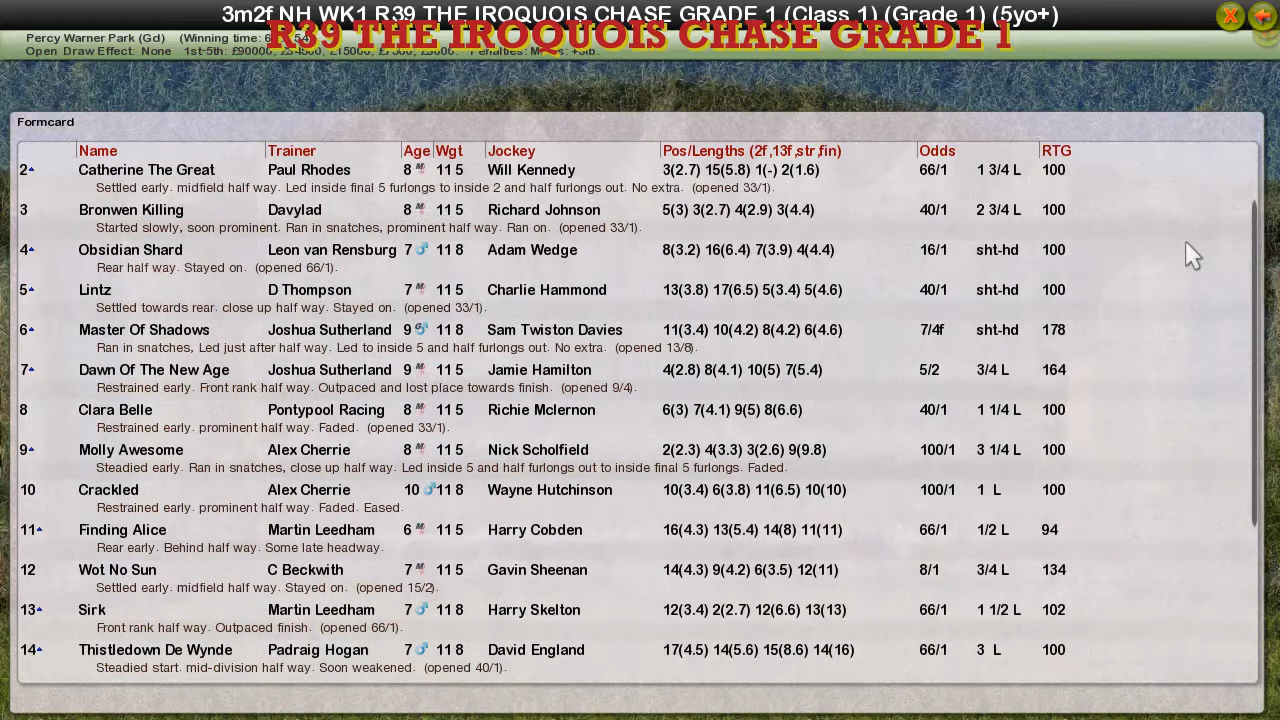 3m2f NH WK1 R39 THE IROQUOIS CHASE GRADE 1 (Class 1) (Grade 1) (5yo+)
R39 THE IROQUOIS CHASE GRADE 1
Percy Warner Park (Gd) (Winning time: 6
Open Draw Effect: None 1st-5th: £90000, £34500, £15000, £7500, £3000. Penalties:
Formcard
Name Trainer Age Wgt Jockey Pos/Lengths (2f,13f,str,fin) Odds RTG
2 Catherine The Great Paul Rhodes 8 M 11 5 Will Kennedy 3(2.7) 15(5.8) 1(-) 2(1.6) 66/1 1 3/4 L 100
Settled early. midfield half way. Led inside final 5 furlongs to inside 2 and half furlongs out. No extra. (opened 33/1).
3 Bronwen Killing Davylad 8 M 11 5 Richard Johnson 5(3) 3(2.7) 4(2.9) 3(4.4) 40/1 2 3/4 L 100
Started slowly, soon prominent. Ran in snatches, prominent half way. Ran on. (opened 33/1).
4 Obsidian Shard Leon van Rensburg 7 11 8 Adam Wedge 8(3.2) 16(6.4) 7(3.9) 4(4.4) 16/1 sht-hd 100
Rear half way. Stayed on. (opened 66/1).
5 Lintz D Thompson 7 M 11 5 Charlie Hammond 13(3.8) 17(6.5) 5(3.4) 5(4.6) 40/1 sht-hd 100
Settled towards rear. close up half way. Stayed on. (opened 33/1).
6 Master Of Shadows Joshua Sutherland 9 G 11 8 Sam Twiston Davies 11(3.4) 10(4.2) 8(4.2) 6(4.6) 7/4f sht-hd 178
Ran in snatches, Led just after half way. Led to inside 5 and half furlongs out. No extra. (opened 13/8).
7 Dawn Of The New Age Joshua Sutherland 9 M 11 5 Jamie Hamilton 4(2.8) 8(4.1) 10(5) 7(5.4) 5/2 3/4 L 164
Restrained early. Front rank half way. Outpaced and lost place towards finish. (opened 9/4).
8 Clara Belle Pontypool Racing 8 M 11 5 Richie Mclernon 6(3) 7(4.1) 9(5) 8(6.6) 40/1 1 1/4 L 100
Restrained early. prominent half way. Faded. (opened 33/1).
9 Molly Awesome Alex Cherrie 8 M 11 5 Nick Scholfield 2(2.3) 4(3.3) 3(2.6) 9(9.8) 100/1 3 1/4 L 100
Steadied early. Ran in snatches, close up half way. Led inside 5 and half furlongs out to inside final 5 furlongs. Faded.
10 Crackled Alex Cherrie 10 11 8 Wayne Hutchinson 10(3.4) 6(3.8) 11(6.5) 10(10) 100/1 1 L 100
Restrained early. prominent half way. Faded. Eased.
11 Finding Alice Martin Leedham 6 M 11 5 Harry Cobden 16(4.3) 13(5.4) 14(8) 11(11) 66/1 1/2 L 94
Rear early. Behind half way. Some late headway.
12 Wot No Sun C Beckwith 7 M 11 5 Gavin Sheenan 14(4.3) 9(4.2) 6(3.5) 12(11) 8/1 3/4 L 134
Settled early. midfield half way. Stayed on. (opened 15/2).
13 Sirk Martin Leedham 7 11 8 Harry Skelton 12(3.4) 2(2.7) 12(6.6) 13(13) 66/1 1 1/2 L 102
Front rank half way. Outpaced finish. (opened 66/1).
14 Thistledown De Wynde Padraig Hogan 7 11 8 David England 17(4.5) 14(5.6) 15(8.6) 14(16) 66/1 3 L 100
Steadied start. mid-division half way. Soon weakened. (opened 40/1).